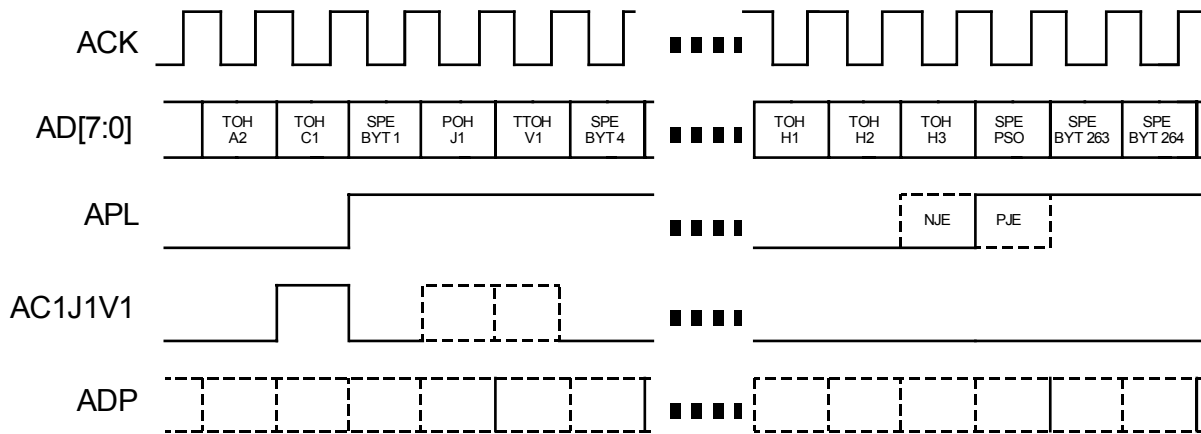 ACK
AD[7:0]
TOH
A2
TOH
C1
SPE
BYT 1
POH
J1
TTOH
V1
SPE
BYT 4
TOH
H1
TOH
H2
TOH
H3
SPE
PSO
SPE
BYT 263
SPE
BYT 264
APL
NJE
PJE
AC1J1V1
ADP